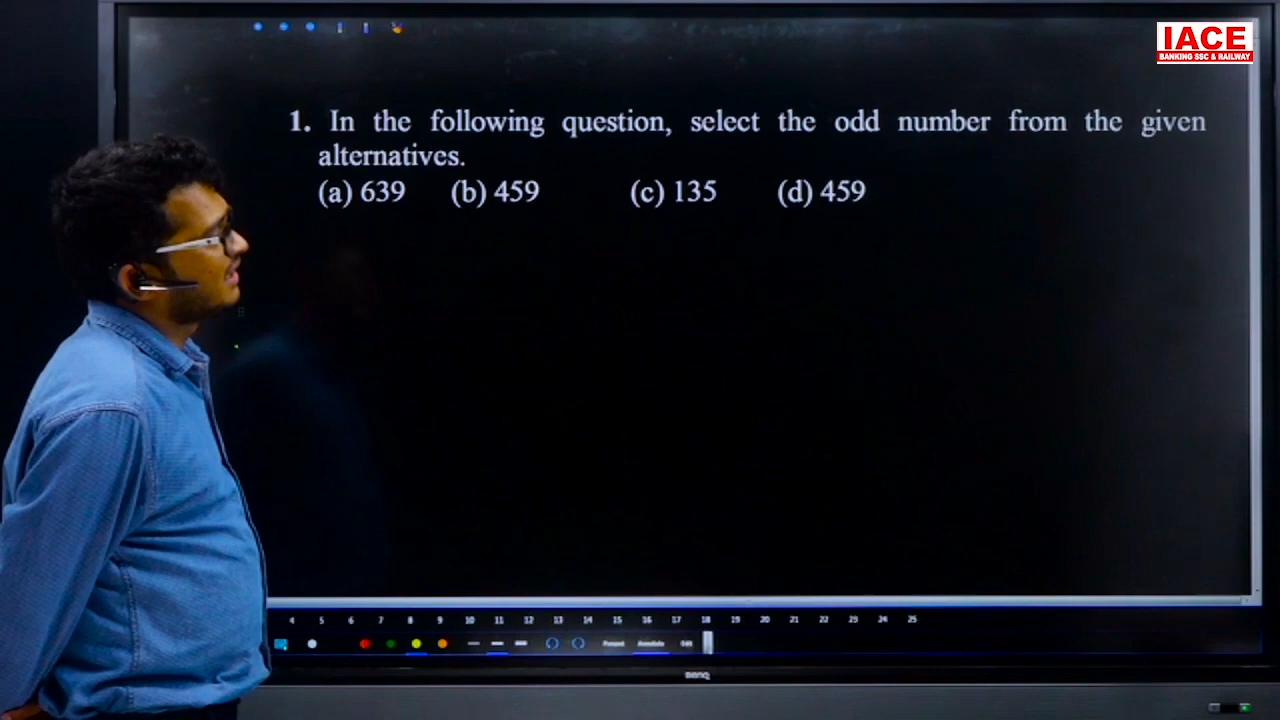 IACE
BANKING SSC & RAILWAY
1. In the following question, select the odd number from the given
alternatives.
(a) 639 (b) 459 (c) 135 (d) 459
4 5 6 7 8 9 10 11 12 13 14 15 16 17 18 19 20 21 22 23 24 25
BenQ